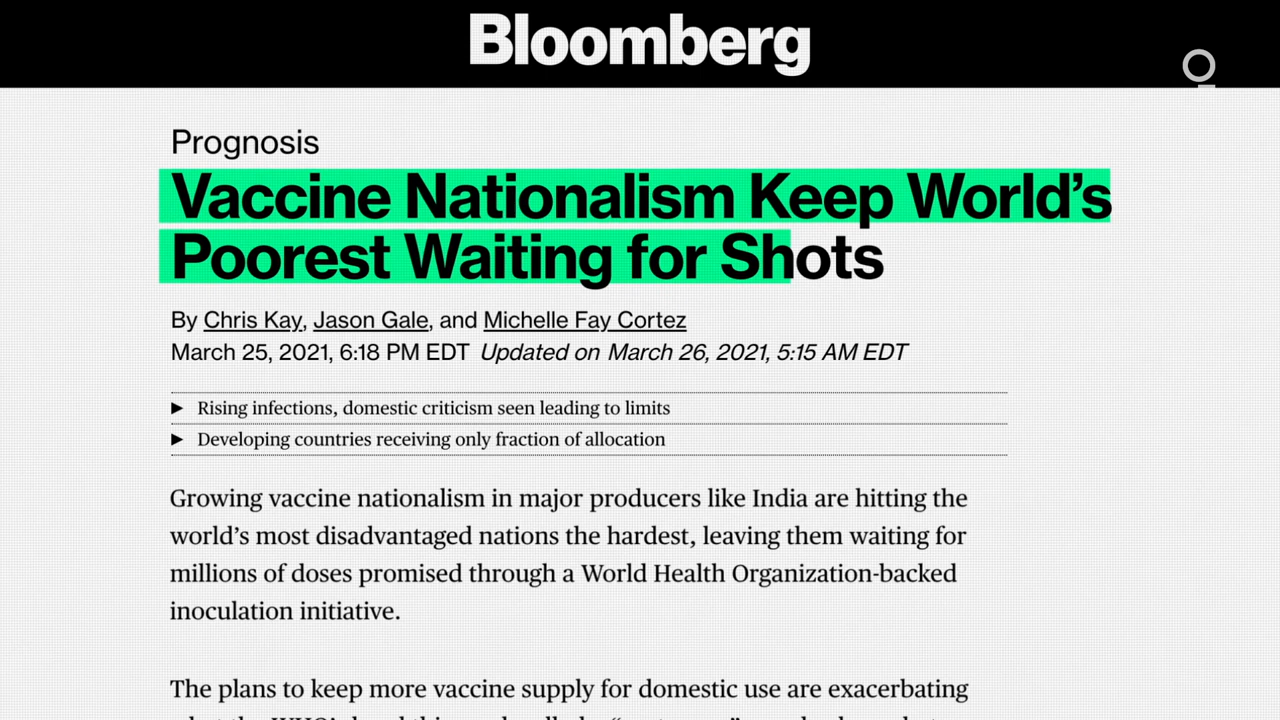 Bloomberg
Prognosis
Vaccine Nationalism Keep World’s
Poorest Waiting for Shots
By Chris Kay, Jason Gale, and Michelle Fay Cortez
March 25, 2021, 6:18 PM EDT Updated on March 26, 2021, 5:15 AM EDT
▶ Rising infections, domestic criticism seen leading to limits
▶ Developing countries receiving only fraction of allocation
Growing vaccine nationalism in major producers like India are hitting the
world’s most disadvantaged nations the hardest, leaving them waiting for
millions of doses promised through a World Health Organization-backed
inoculation initiative.
The plans to keep more vaccine supply for domestic use are exacerbating